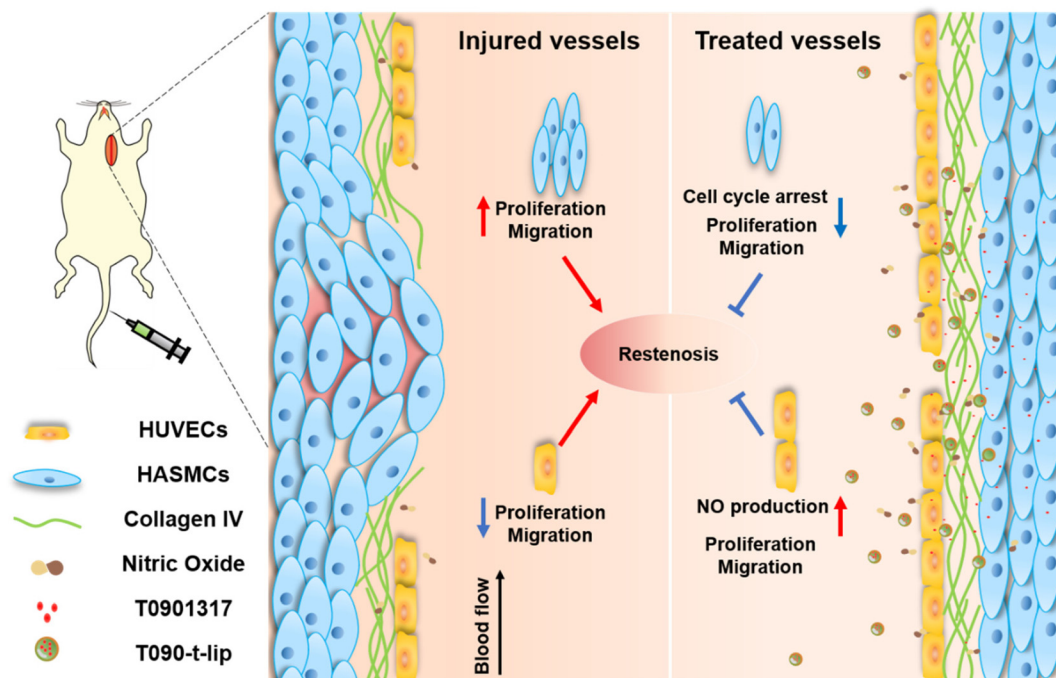 Injured vessels
Treated vessels
Proliferation
Migration
Cell cycle arrest
Proliferation
Migration
Restenosis
Proliferation
Migration
NO production
Proliferation
Migration
Blood flow
HUVECs
HASMCs
Collagen IV
Nitric Oxide
T0901317
T090-t-lip